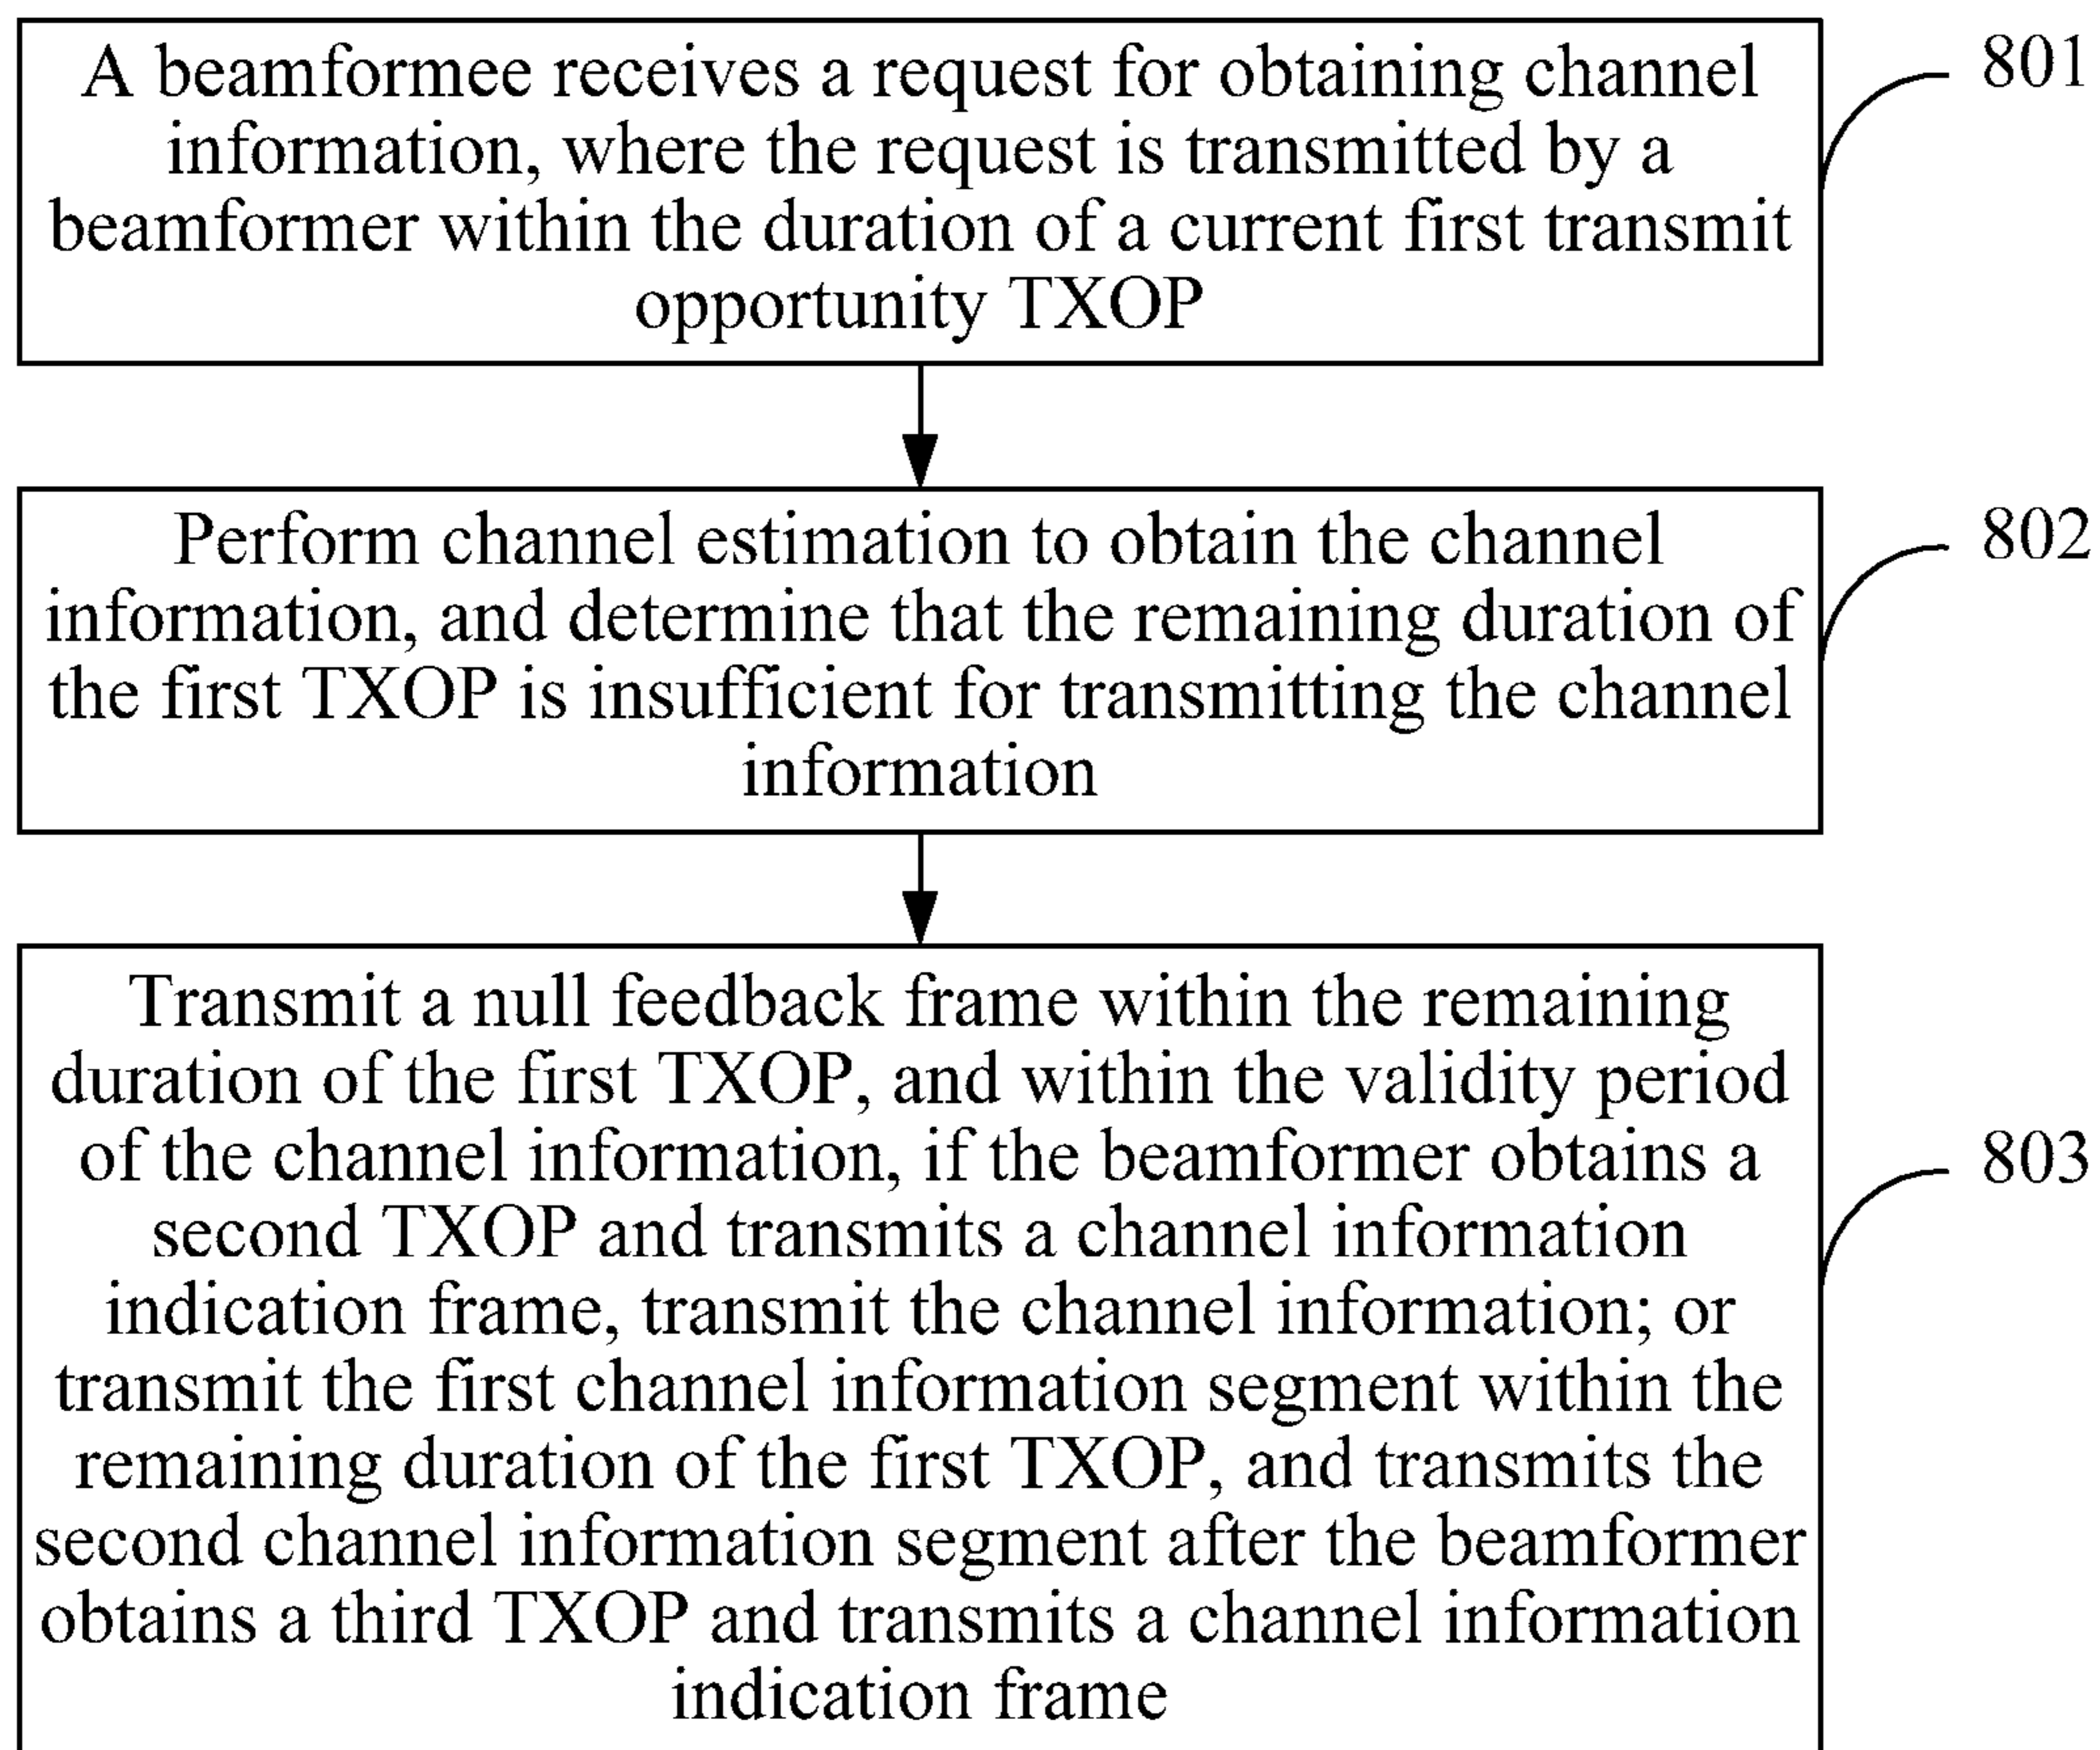 A beamformee receives a request for obtaining channel
information, where the request is transmitted by a
beamformer within the duration of a current first transmit
opportunity TXOP
801
Perform channel estimation to obtain the channel
information, and determine that the remaining duration of
the first TXOP is insufficient for transmitting the channel
information
802
Transmit a null feedback frame within the remaining
duration of the first TXOP, and within the validity period
of the channel information, if the beamformer obtains a
second TXOP and transmits a channel information
indication frame, transmit the channel information; or
transmit the first channel information segment within the
remaining duration of the first TXOP, and transmits the
second channel information segment after the beamformer
obtains a third TXOP and transmits a channel information
indication frame
803